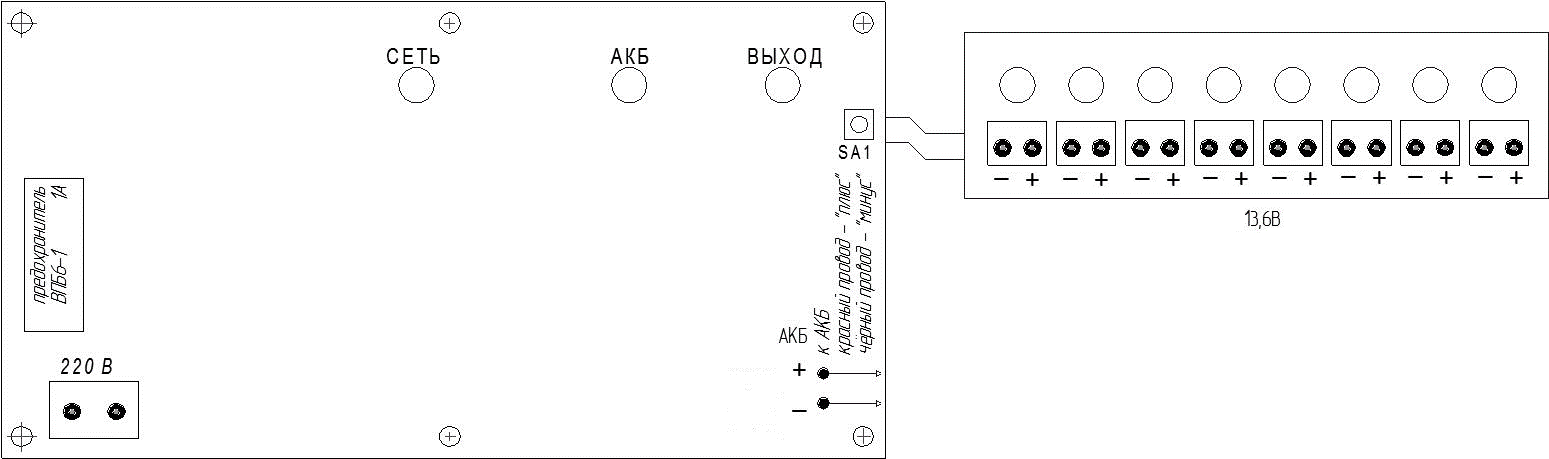 СЕТЬ
АКБ
ВЫХОД
SA1
предохранитель 1А
ВПБ6-1
220 В
АКБ
к АКБ
красный провод - "плюс"
черный провод - "минус"
+
−
− + − + − + − + − + − + − + − +
13,6В